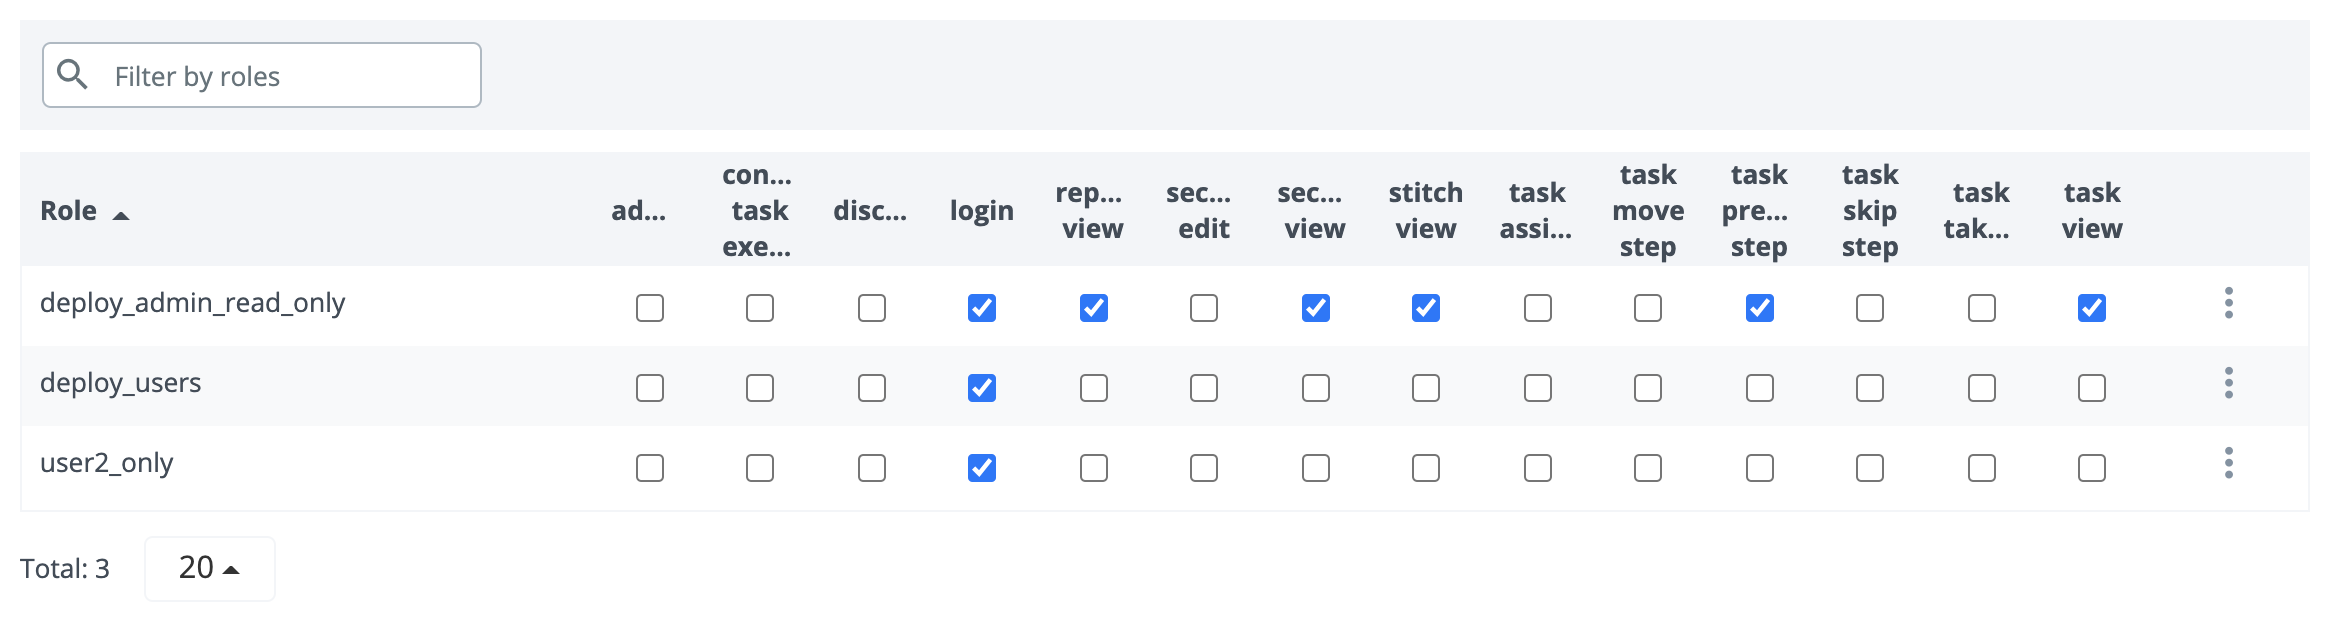 Filter by roles
Role ad... con... task exe... disc... login rep... view sec... edit sec... view stitch view task assi... task move step task pre... step task skip step task tak... task view
deploy_admin_read_only
deploy_users
user2_only
Total: 3 20